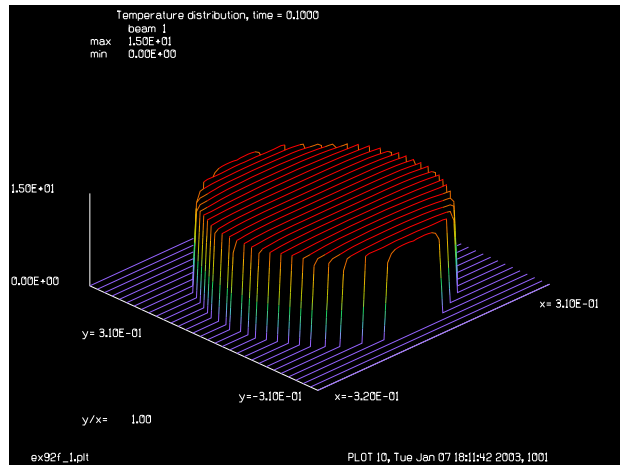 Temperature distribution, time = 0.1000
beam 1
max 1.50E+01
min 0.00E+00
1.50E+01
0.00E+00
x= 3.10E-01
y= 3.10E-01
y=-3.10E-01 x=-3.20E-01
y/x= 1.00
ex92f_1.plt PLOT 10, Tue Jan 07 18:11:42 2003, 1001